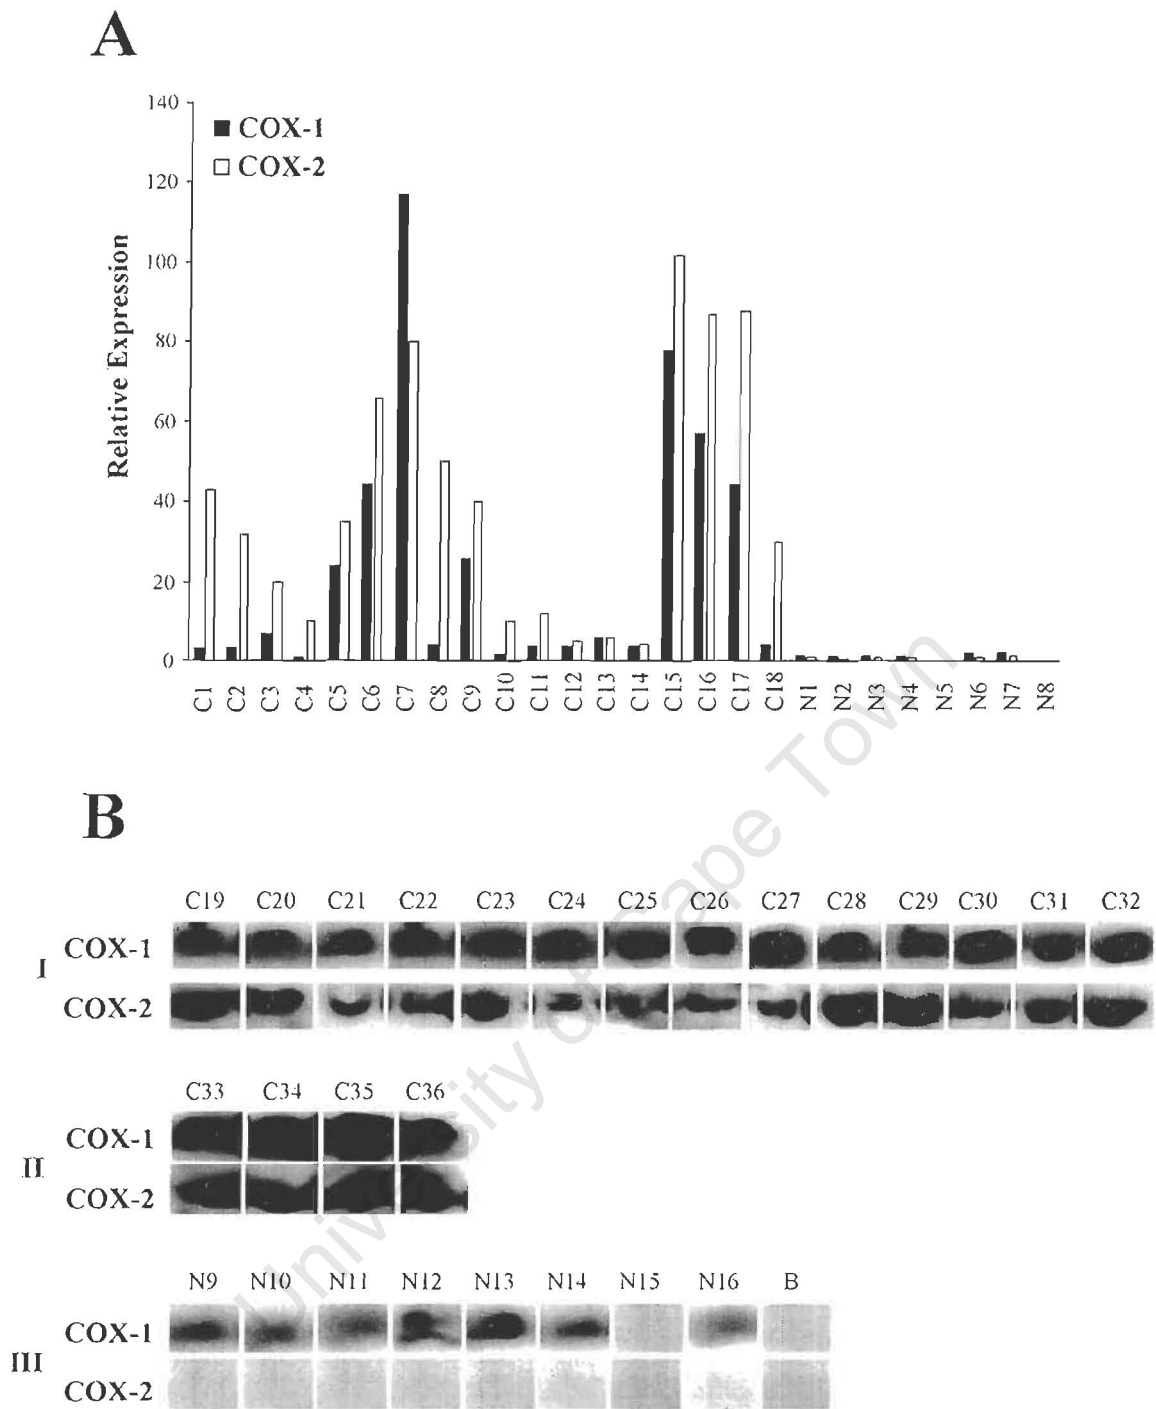 A
140
120
100
80
60
40
20
0
Relative Expression
COX-1
COX-2
C1 C2 C3 C4 C5 C6 C7 C8 C9 C10 C11 C12 C13 C14 C15 C16 C17 C18 N1 N2 N3 N4 N5 N6 N7 N8
B
C19 C20 C21 C22 C23 C24 C25 C26 C27 C28 C29 C30 C31 C32
I
COX-1
COX-2
C33 C34 C35 C36
II
COX-1
COX-2
N9 N10 N11 N12 N13 N14 N15 N16 B
III
COX-1
COX-2
University of Cape Town